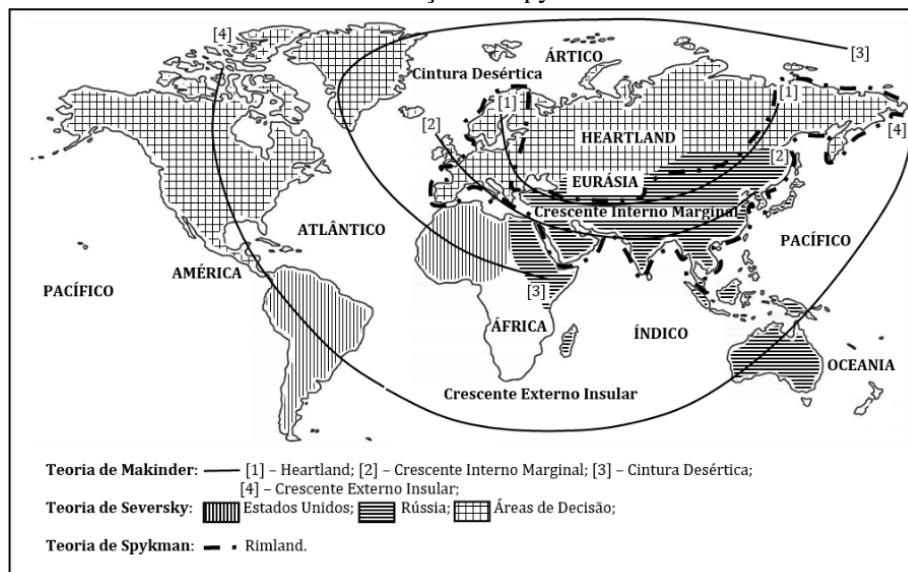 [4]
ÁRTICO
[3]
Cintura Desértica
[1]
[1]
[2]
[4]
HEARTLAND
[2]
EURÁSIA
Crescente Interno Marginal
ATLÂNTICO
PACÍFICO
AMÉRICA
PACÍFICO
[3]
ÁFRICA
ÍNDICO
OCEANIA
Crescente Externo Insular
Teoria de Makinder: [1] – Heartland; [2] – Crescente Interno Marginal; [3] – Cintura Desértica;
[4] – Crescente Externo Insular;
Teoria de Seversky: Estados Unidos; Rússia; Áreas de Decisão;
Teoria de Spykman: Rimland.